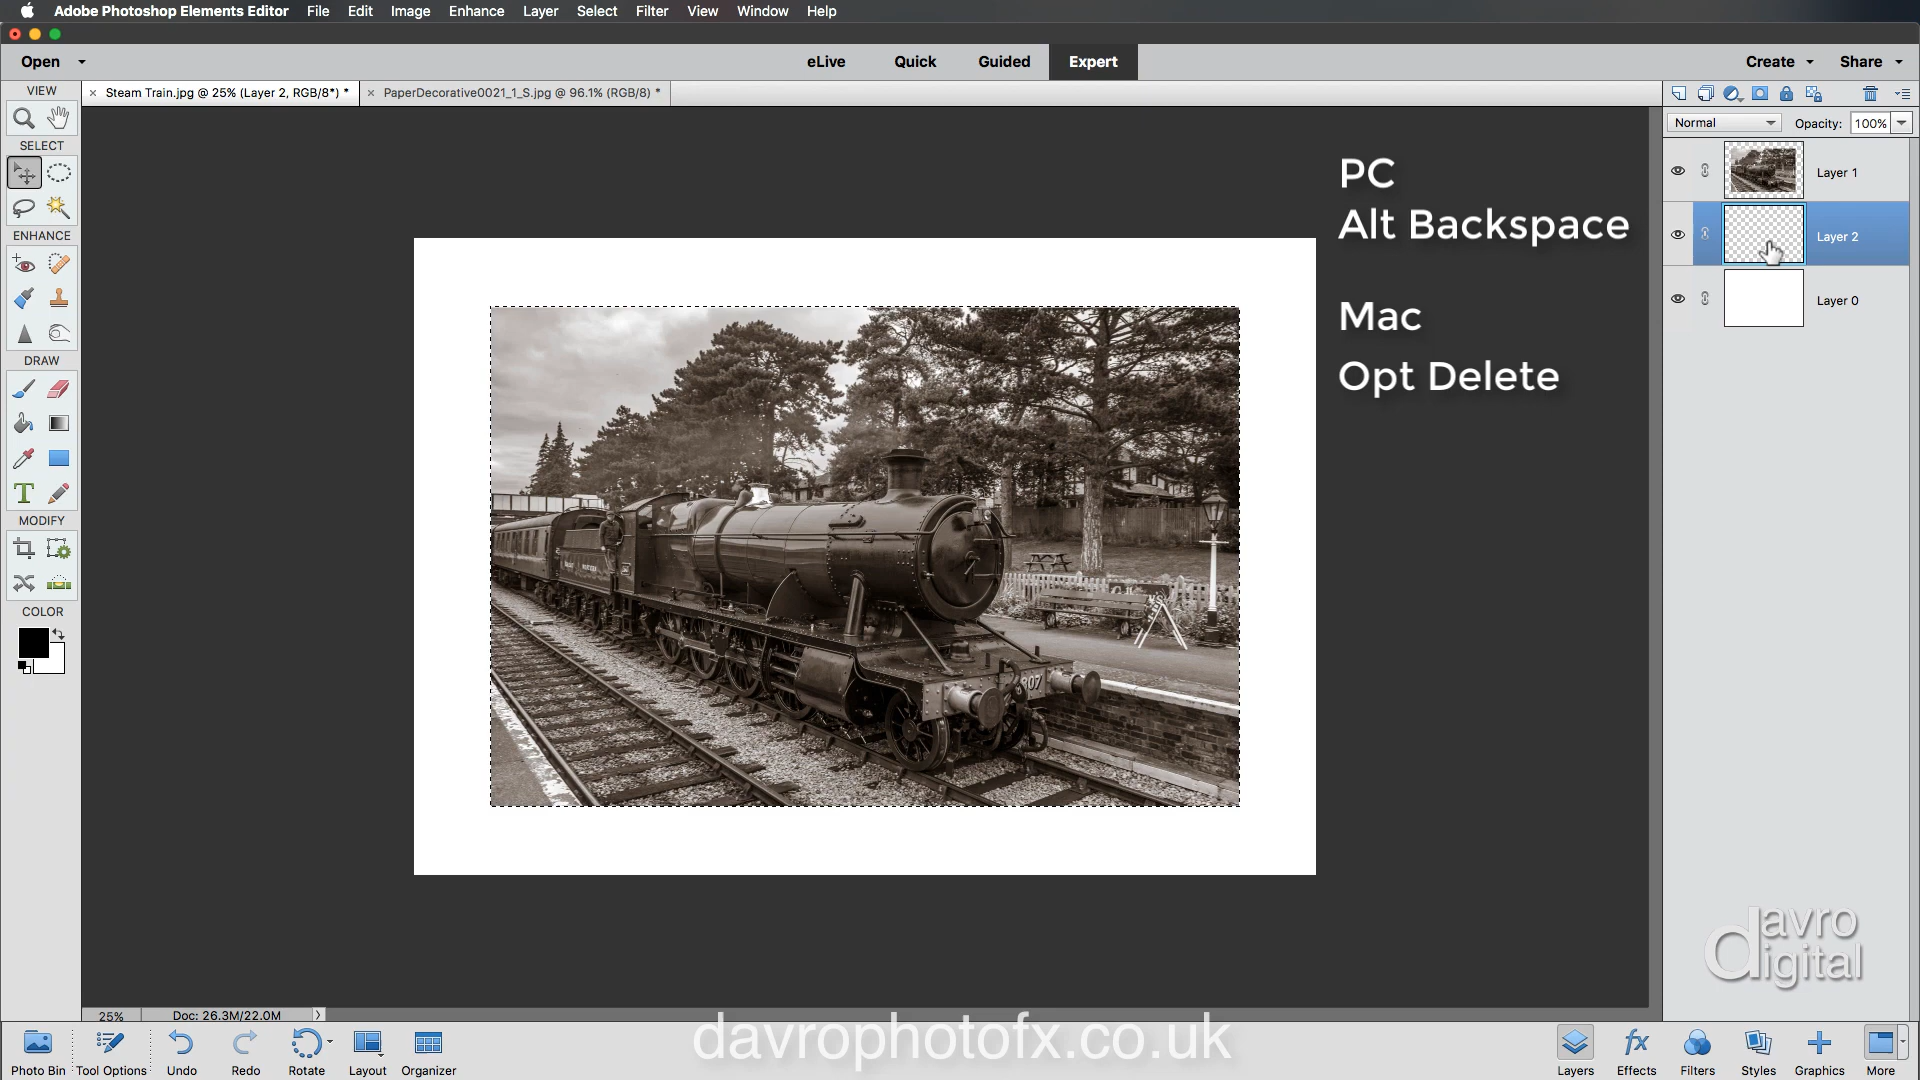 Adobe Photoshop Elements Editor File Edit Image Enhance Layer Select Filter View Window Help
Open eLive Quick Guided Expert Create Share
VIEW
× Steam Train.jpg @ 25% (Layer 2, RGB/8*) * × PaperDecorative0021_1_S.jpg @ 96.1% (RGB/8) *
Normal Opacity: 100%
SELECT
PC
Layer 1
Alt Backspace
ENHANCE
Layer 2
Mac
Layer 0
DRAW
Opt Delete
T
MODIFY
COLOR
807
davro
digital
25% Doc: 26.3M/22.0M
davrophotofx.co.uk
Photo Bin Tool Options Undo Redo Rotate Layout Organizer fx Layers Effects Filters Styles Graphics More